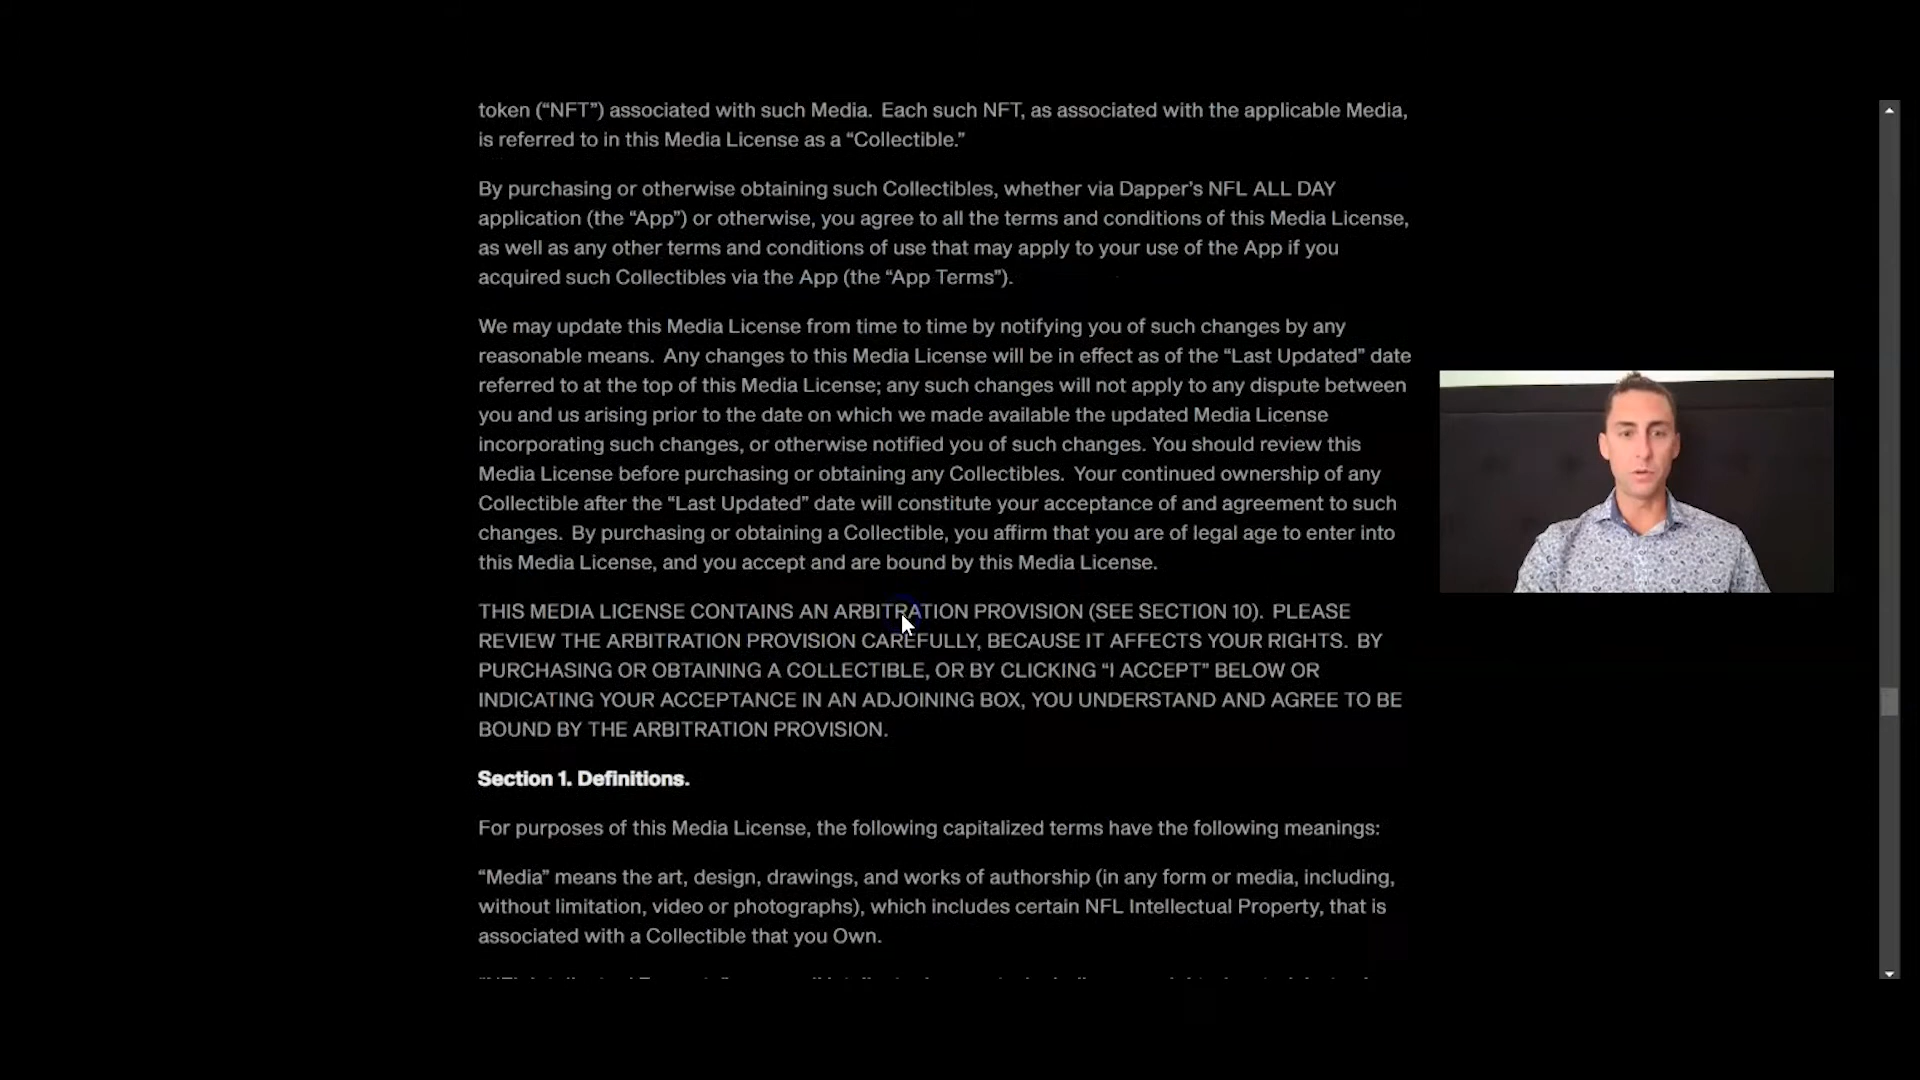 token (“NFT”) associated with such Media.  Each such NFT, as associated with the applicable Media,
is referred to in this Media License as a “Collectible.”
By purchasing or otherwise obtaining such Collectibles, whether via Dapper’s NFL ALL DAY
application (the “App”) or otherwise, you agree to all the terms and conditions of this Media License,
as well as any other terms and conditions of use that may apply to your use of the App if you
acquired such Collectibles via the App (the “App Terms”).
We may update this Media License from time to time by notifying you of such changes by any
reasonable means.  Any changes to this Media License will be in effect as of the “Last Updated” date
referred to at the top of this Media License; any such changes will not apply to any dispute between
you and us arising prior to the date on which we made available the updated Media License
incorporating such changes, or otherwise notified you of such changes. You should review this
Media License before purchasing or obtaining any Collectibles.  Your continued ownership of any
Collectible after the “Last Updated” date will constitute your acceptance of and agreement to such
changes.  By purchasing or obtaining a Collectible, you affirm that you are of legal age to enter into
this Media License, and you accept and are bound by this Media License.
THIS MEDIA LICENSE CONTAINS AN ARBITRATION PROVISION (SEE SECTION 10).  PLEASE
REVIEW THE ARBITRATION PROVISION CAREFULLY, BECAUSE IT AFFECTS YOUR RIGHTS.  BY
PURCHASING OR OBTAINING A COLLECTIBLE, OR BY CLICKING “I ACCEPT” BELOW OR
INDICATING YOUR ACCEPTANCE IN AN ADJOINING BOX, YOU UNDERSTAND AND AGREE TO BE
BOUND BY THE ARBITRATION PROVISION.
Section 1. Definitions.
For purposes of this Media License, the following capitalized terms have the following meanings:
“Media” means the art, design, drawings, and works of authorship (in any form or media, including,
without limitation, video or photographs), which includes certain NFL Intellectual Property, that is
associated with a Collectible that you Own.